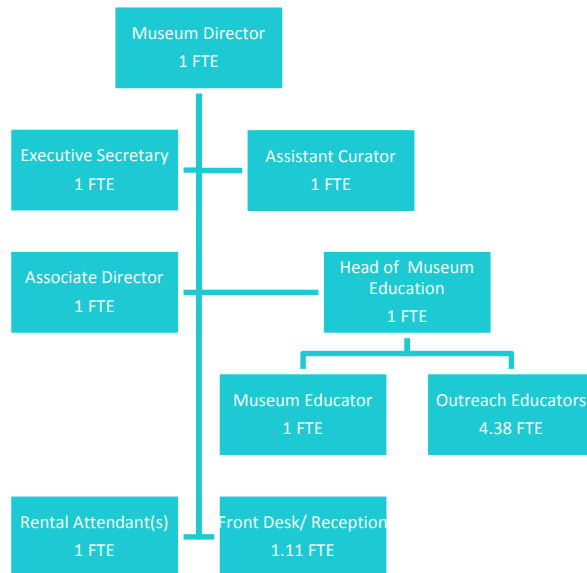 Museum Director
1 FTE
Executive Secretary
1 FTE
Assistant Curator
1 FTE
Associate Director
1 FTE
Head of Museum
Education
1 FTE
Museum Educator
1 FTE
Outreach Educators
4.38 FTE
Rental Attendant(s)
1 FTE
Front Desk/ Reception
1.11 FTE